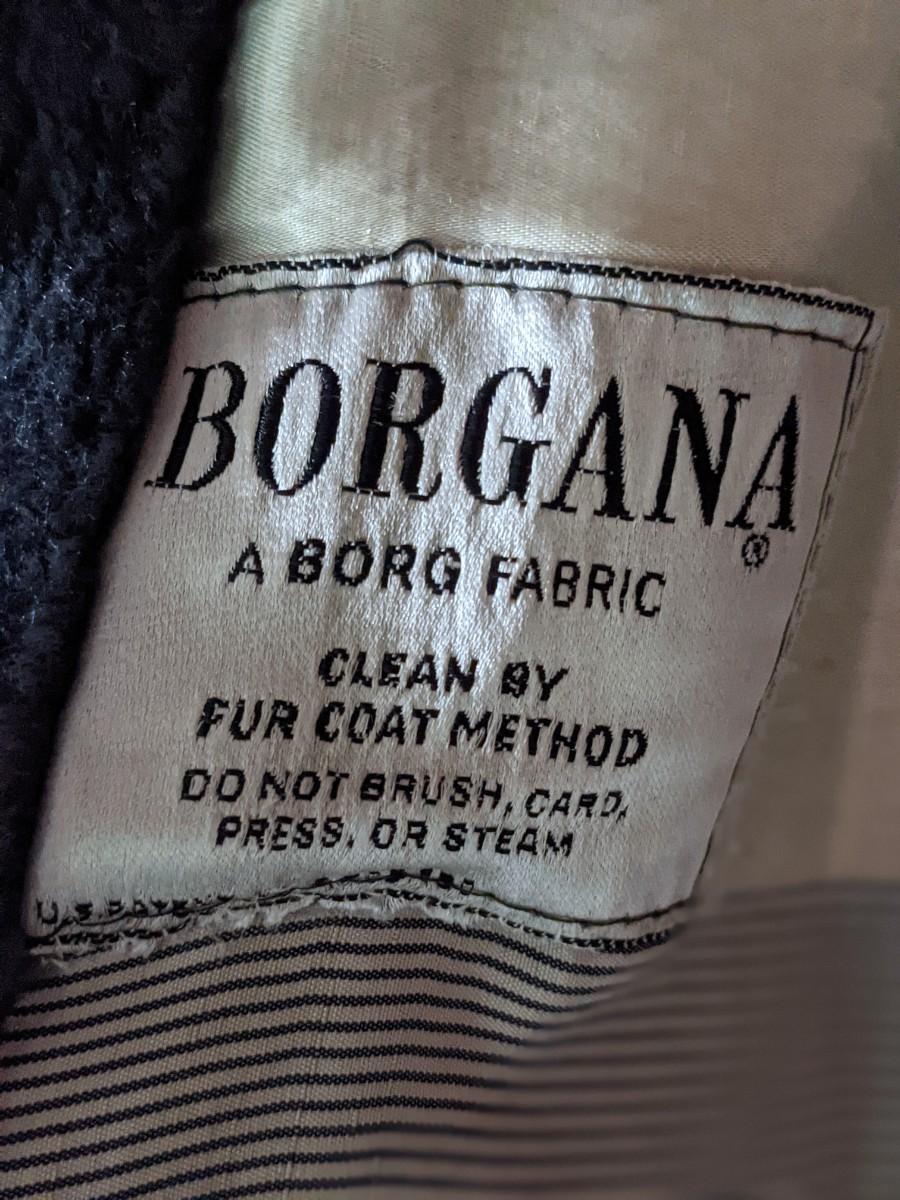 BORGANA®
A BORG FABRIC
CLEAN BY
FUR COAT METHOD
DO NOT BRUSH, CARD,
PRESS, OR STEAM
U.S.